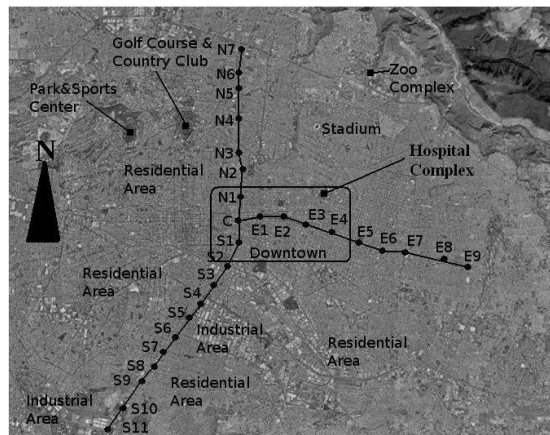 Golf Course &
Country Club
N7
N6
Zoo
Complex
Park&Sports
Center
N5
N4
Stadium
N
N3
Hospital
Complex
Residential
Area
N2
N1
C
E1
E2
E3
E4
S1
E5
E6
E7
E8
E9
Downtown
S2
Residential
Area
S3
S4
S5
Industrial
Area
S6
Residential
Area
S7
S8
Residential
Area
S9
Industrial
Area
S10
S11